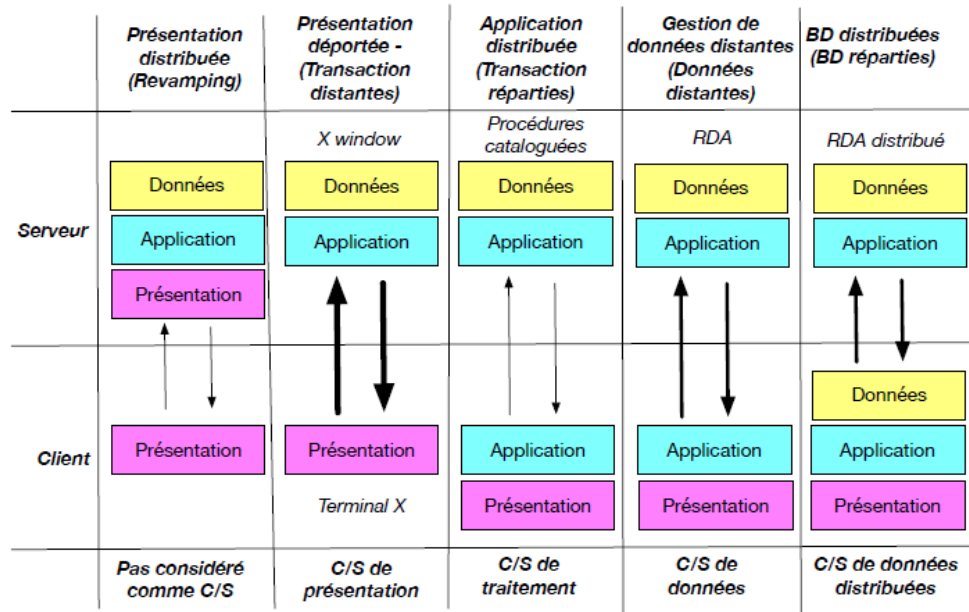 Présentation
distribuée
(Revamping)
Présentation
déportée -
(Transaction
distantes)
Application
distribuée
(Transaction
réparties)
Gestion de
données distantes
(Données
distantes)
BD distribuées
(BD réparties)
X window
Procédures
cataloguées
RDA
RDA distribué
Serveur
Données
Application
Présentation
Données
Application
Données
Application
Données
Application
Données
Application
Client
Présentation
Présentation
Terminal X
Application
Présentation
Application
Présentation
Données
Application
Présentation
Pas considéré
comme C/S
C/S de
présentation
C/S de
traitement
C/S de
données
C/S de données
distribuées